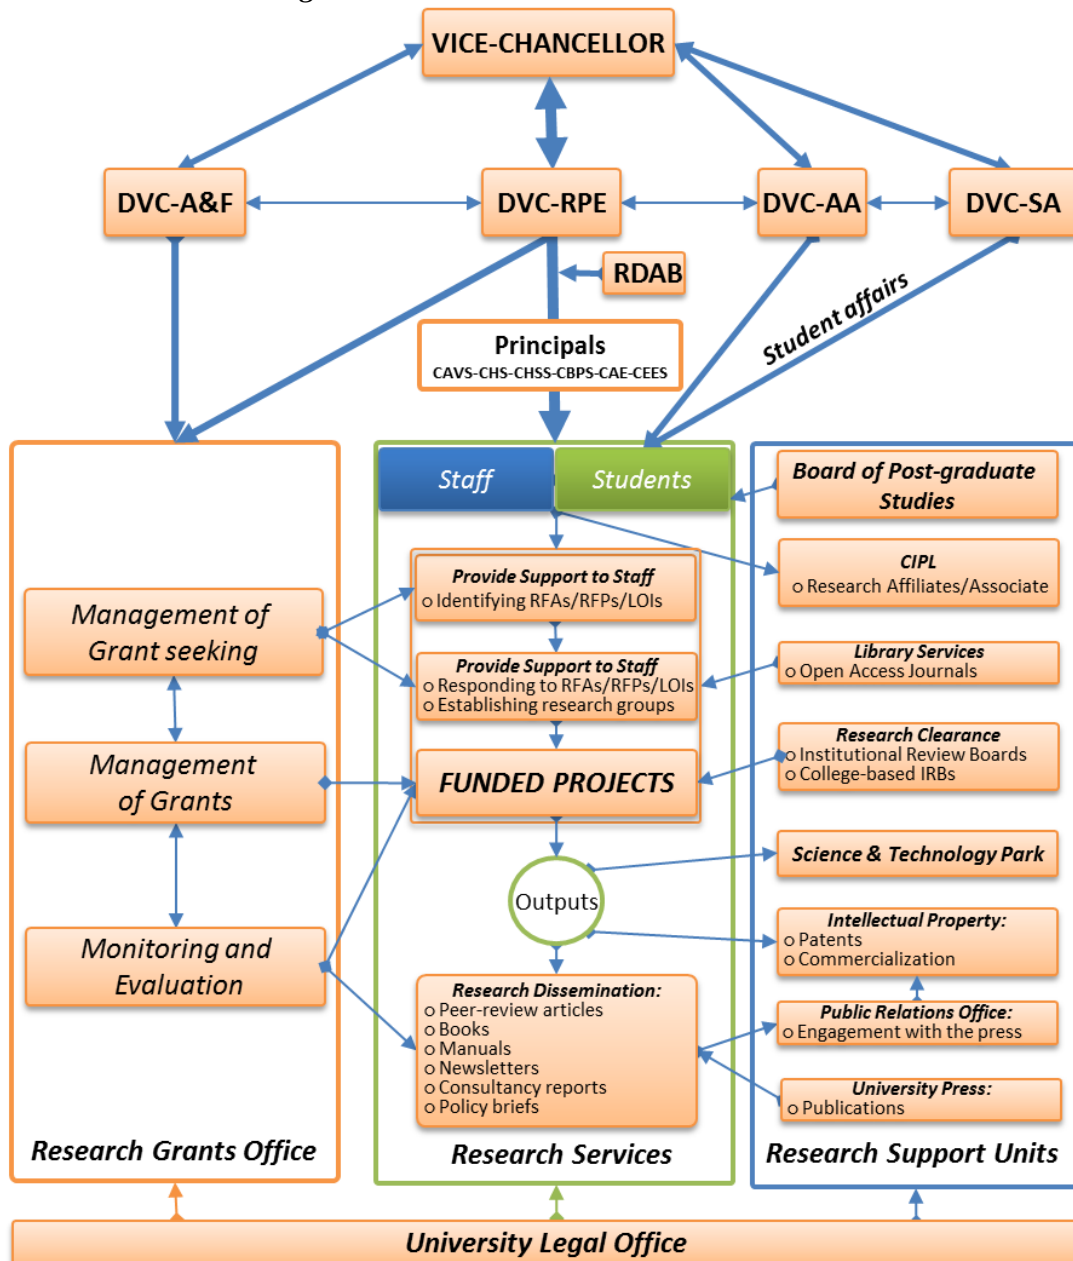 VICE-CHANCELLOR
DVC-A&F
DVC-RPE
DVC-AA
DVC-SA
RDAB
Student affairs
Principals
CAVS-CHS-CHSS-CBPS-CAE-CEES
Staff
Students
Management of
Grant seeking
Management
of Grants
Monitoring and
Evaluation
Research Grants Office
Provide Support to Staff
o Identifying RFAs/RFPs/LOIs
Provide Support to Staff
o Responding to RFAs/RFPs/LOIs
o Establishing research groups
FUNDED PROJECTS
Outputs
Research Dissemination:
o Peer-review articles
o Books
o Manuals
o Newsletters
o Consultancy reports
o Policy briefs
Research Services
Board of Post-graduate
Studies
CIPL
o Research Affiliates/Associate
Library Services
o Open Access Journals
Research Clearance
o Institutional Review Boards
o College-based IRBs
Science & Technology Park
Intellectual Property:
o Patents
o Commercialization
Public Relations Office:
o Engagement with the press
University Press:
o Publications
Research Support Units
University Legal Office